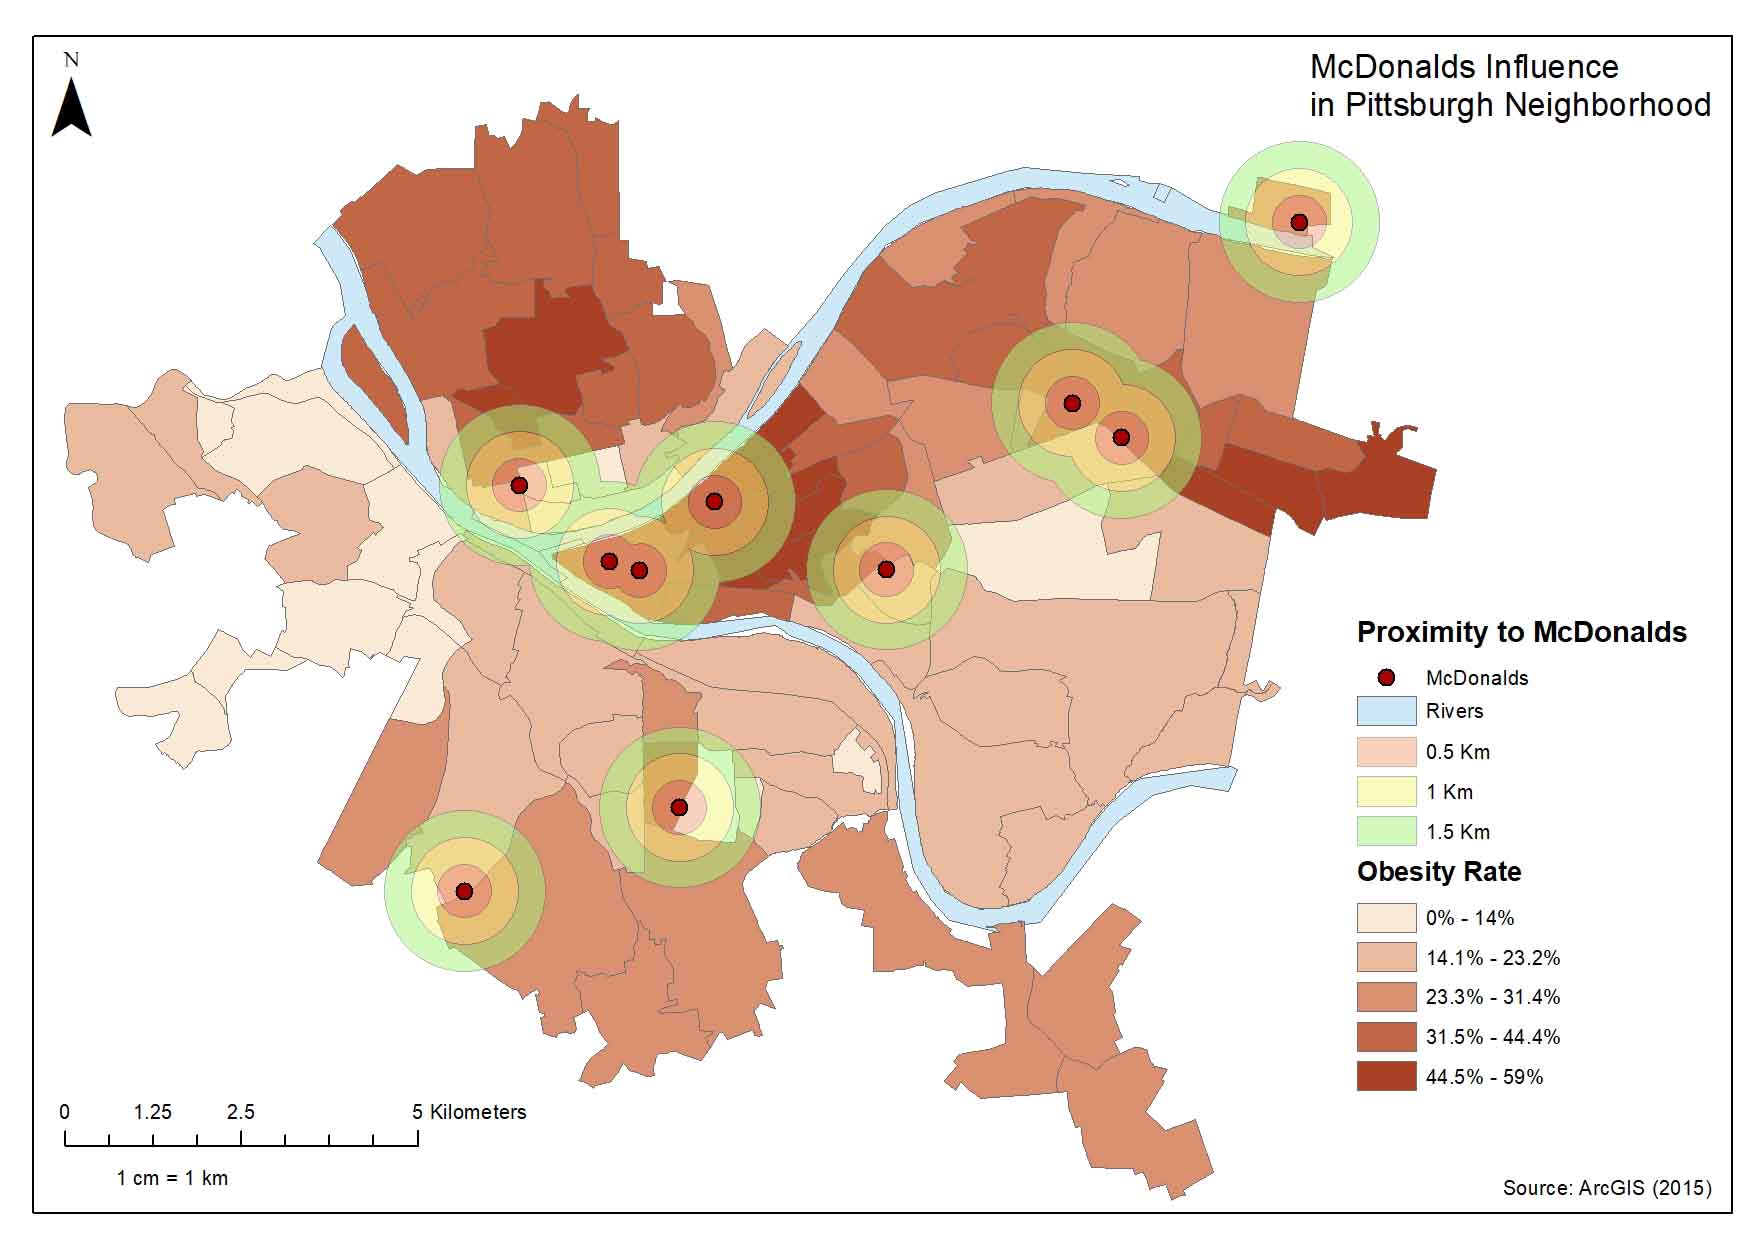 N
McDonalds Influence
in Pittsburgh Neighborhood
Proximity to McDonalds
McDonalds
Rivers
0.5 Km
1 Km
1.5 Km
Obesity Rate
0% - 14%
14.1% - 23.2%
23.3% - 31.4%
31.5% - 44.4%
44.5% - 59%
0 1.25 2.5 5 Kilometers
1 cm = 1 km
Source: ArcGIS (2015)